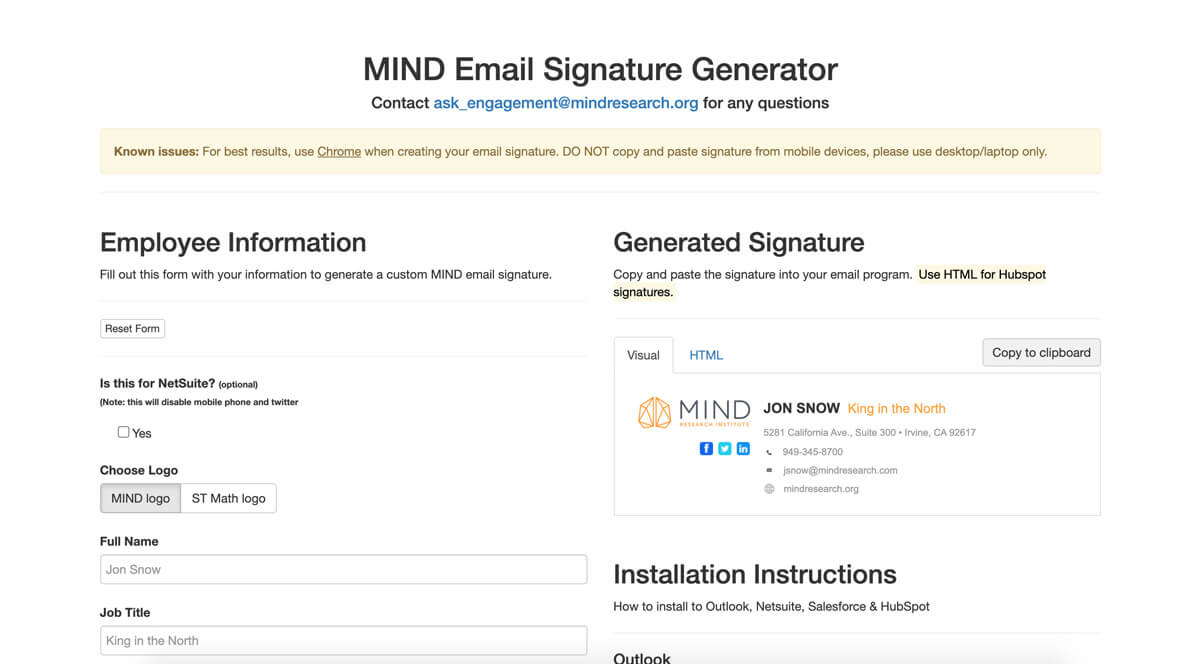 MIND Email Signature Generator
Contact ask_engagement@mindresearch.org for any questions
Known issues: For best results, use Chrome when creating your email signature. DO NOT copy and paste signature from mobile devices, please use desktop/laptop only.
Employee Information
Fill out this form with your information to generate a custom MIND email signature.
Reset Form
Is this for NetSuite? (optional)
(Note: this will disable mobile phone and twitter
Yes
Choose Logo
MIND logo
ST Math logo
Full Name
Jon Snow
Job Title
King in the North
Generated Signature
Copy and paste the signature into your email program. Use HTML for Hubspot
signatures.
Visual
HTML
Copy to clipboard
MIND
RESEARCH INSTITUTE
JON SNOW King in the North
5281 California Ave., Suite 300 • Irvine, CA 92617
949-345-8700
jsnow@mindresearch.com
mindresearch.org
Installation Instructions
How to install to Outlook, Netsuite, Salesforce & HubSpot
Outlook